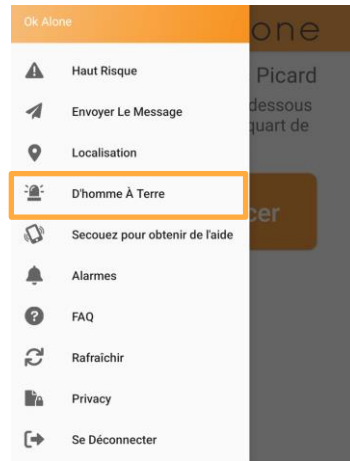 Ok Alone
one
Haut Risque
Picard
Envoyer Le Message
dessous
quart de
Localisation
D'homme À Terre
cer
Secouez pour obtenir de l'aide
Alarmes
FAQ
Rafraîchir
Privacy
Se Déconnecter